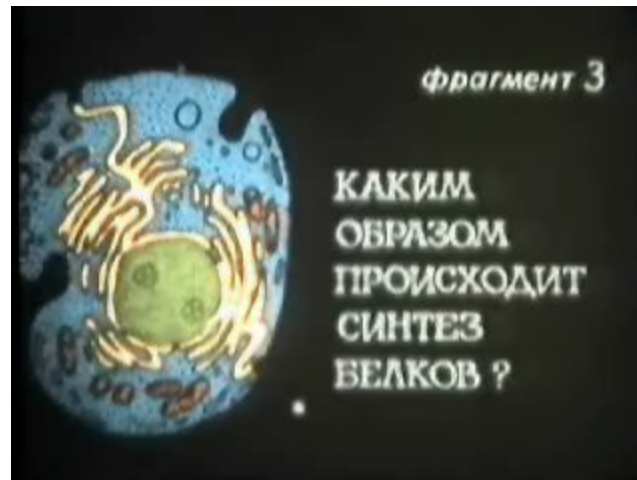 фрагмент 3
КАКИМ
ОБРАЗОМ
ПРОИСХОДИТ
СИНТЕЗ
БЕЛКОВ ?